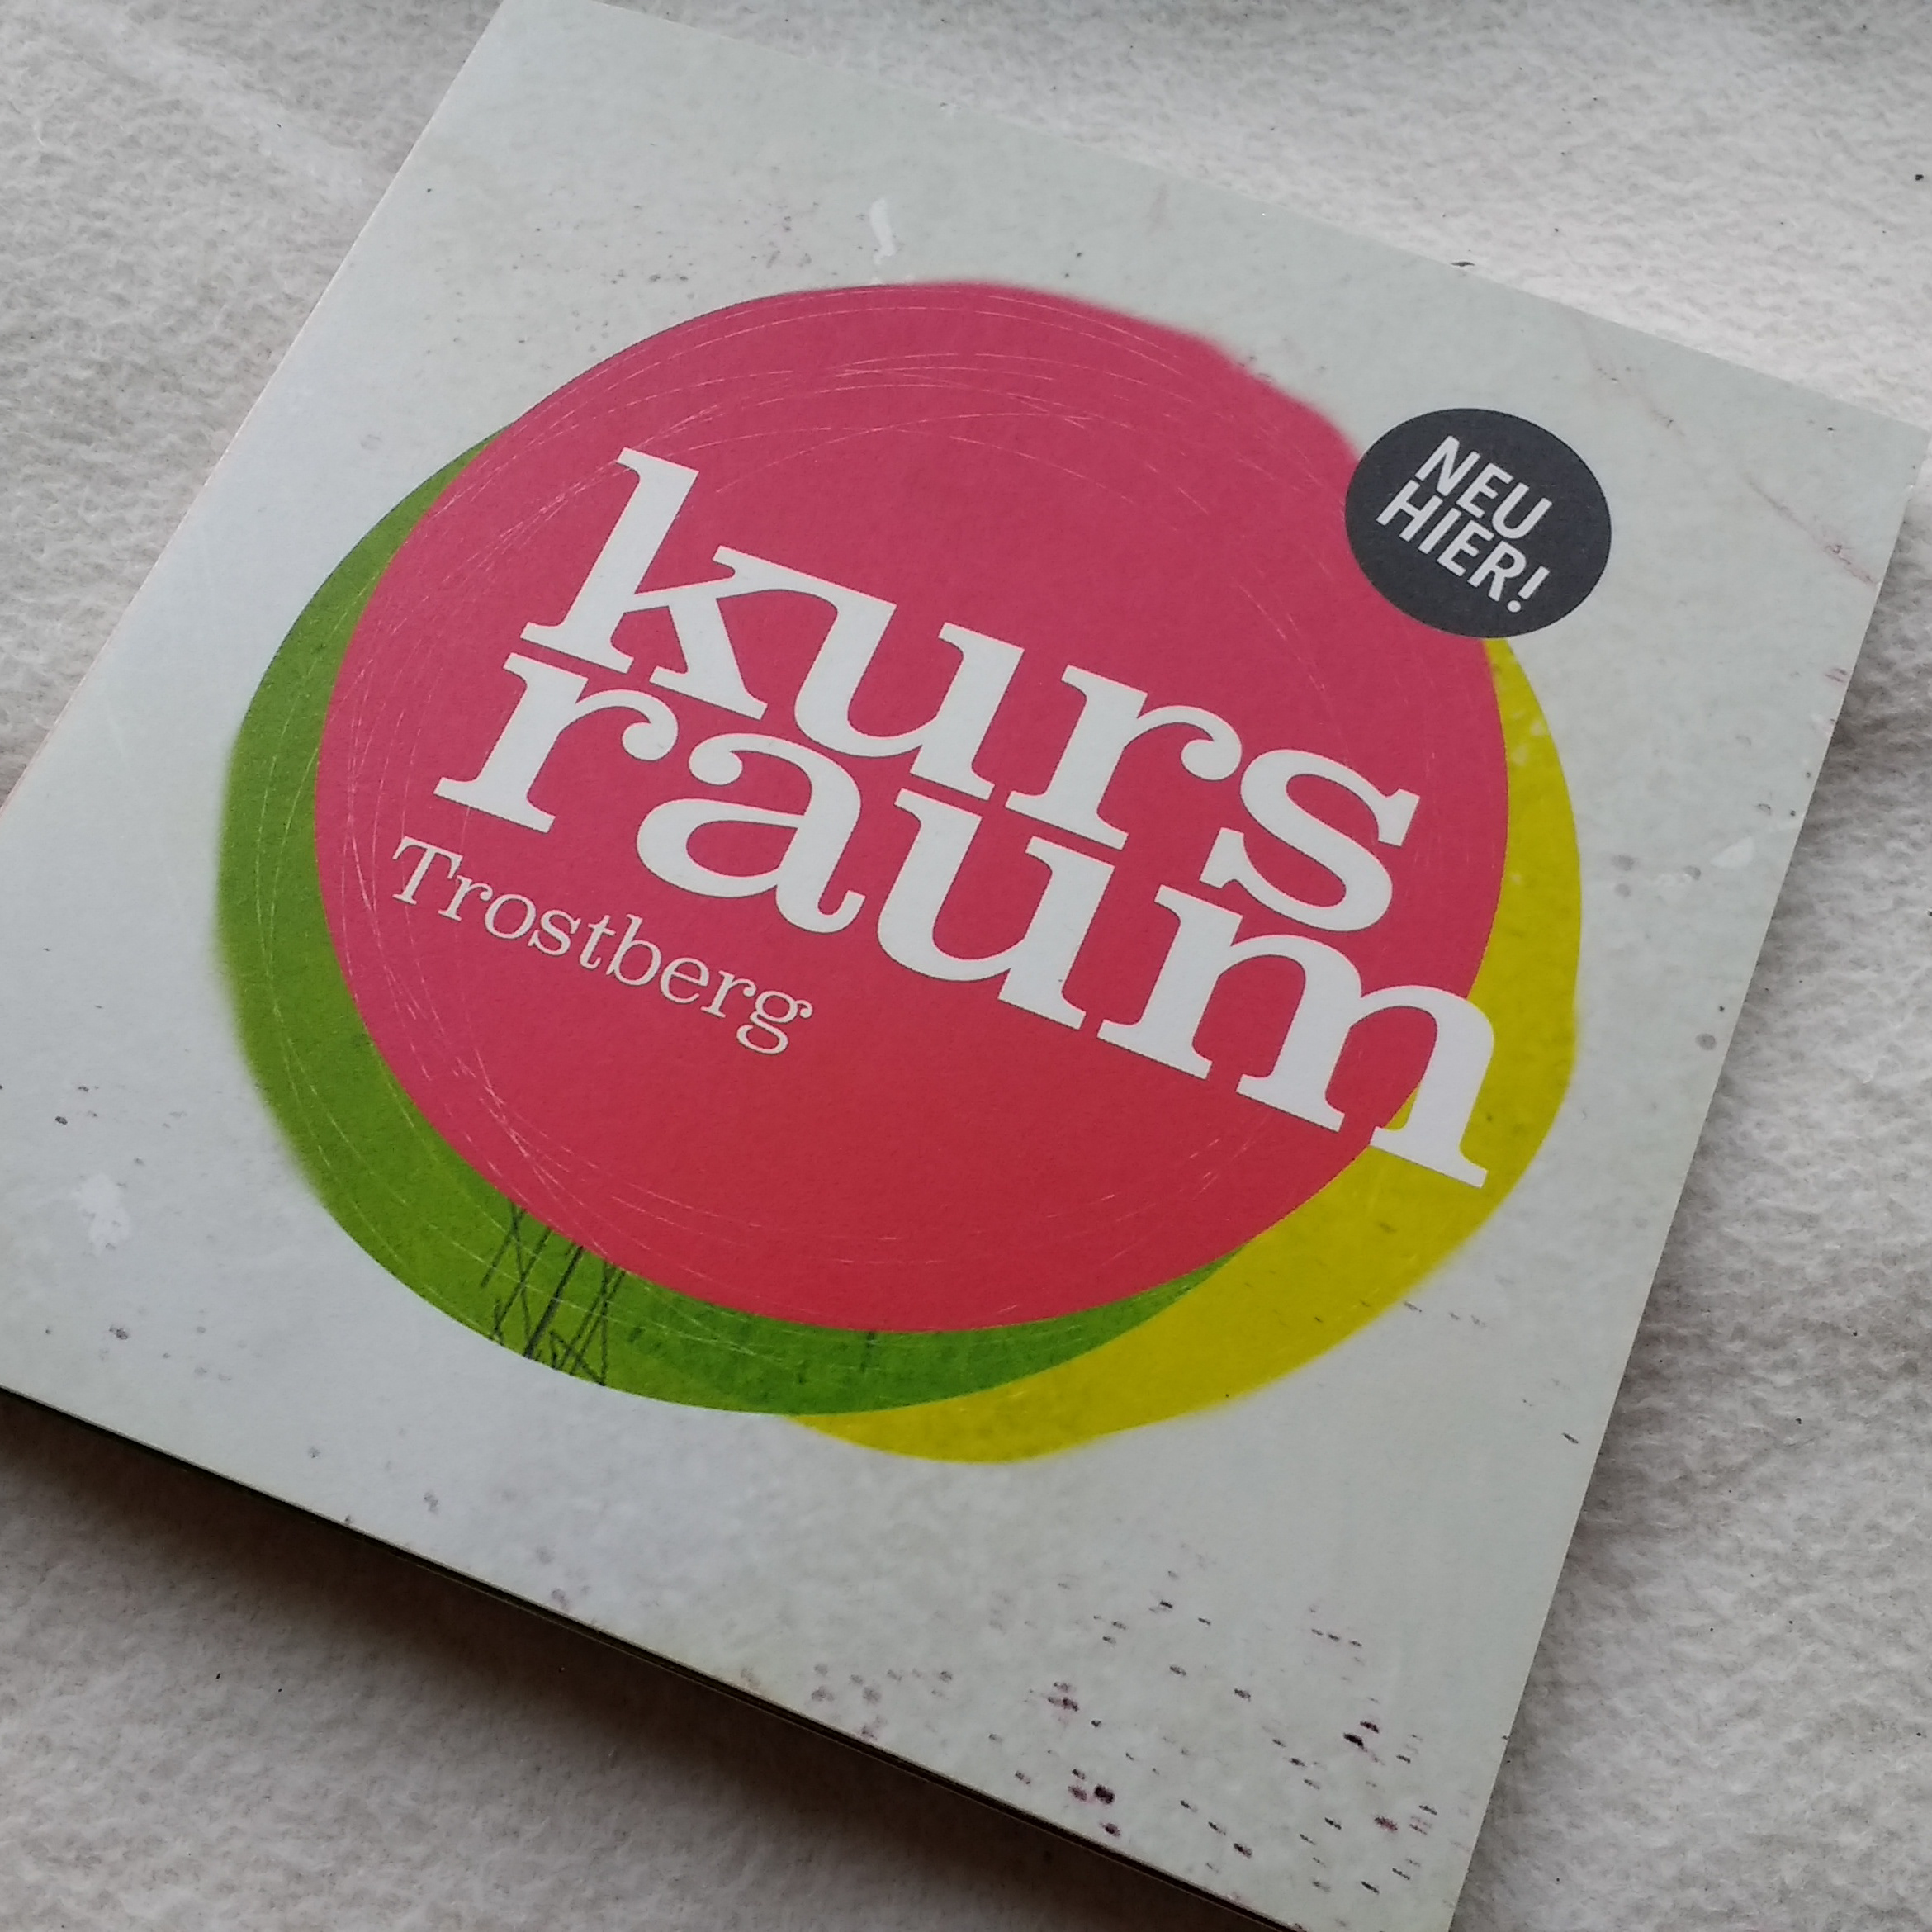 NEU
HIER!
kurs
raum
Trostberg